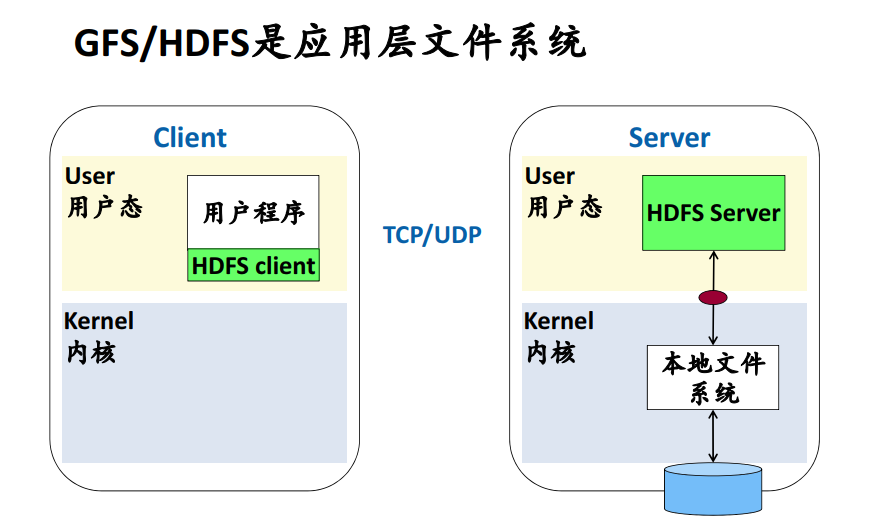 GFS/HDFS是应用层文件系统
Client
User
用户态
用户程序
HDFS client
Kernel
内核
TCP/UDP
Server
User
用户态
HDFS Server
Kernel
内核
本地文件
系统